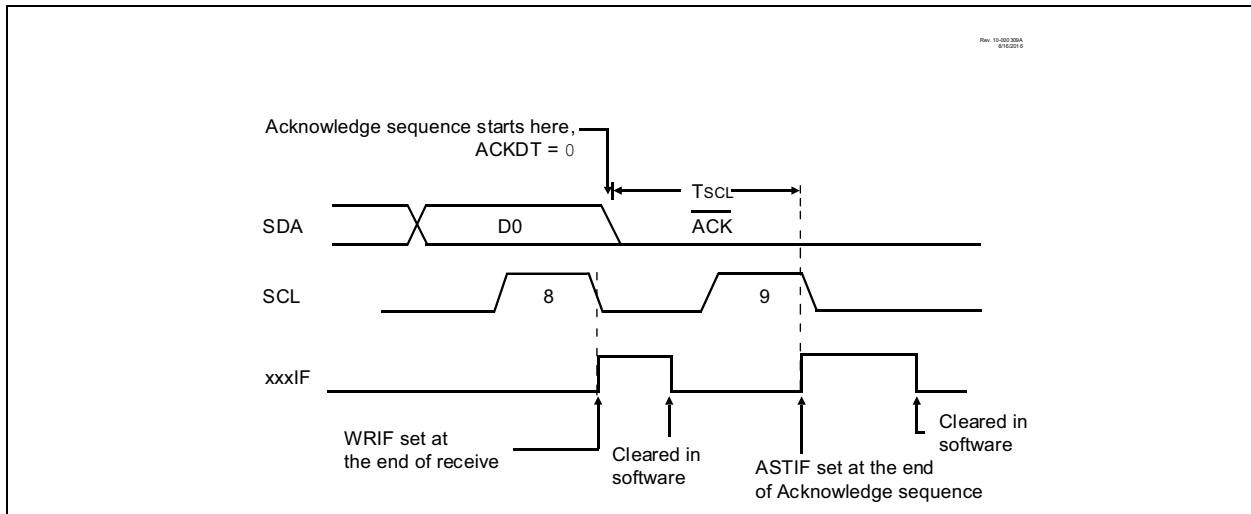 Rev. 10-000 309A
8/16/2016
Acknowledge sequence starts here,
ACKDT = 0
TSCL
SDA
D0
ACK
SCL
8
9
xxxIF
WRIF set at
the end of receive
Cleared in
software
ASTIF set at the end
of Acknowledge sequence
Cleared in
software